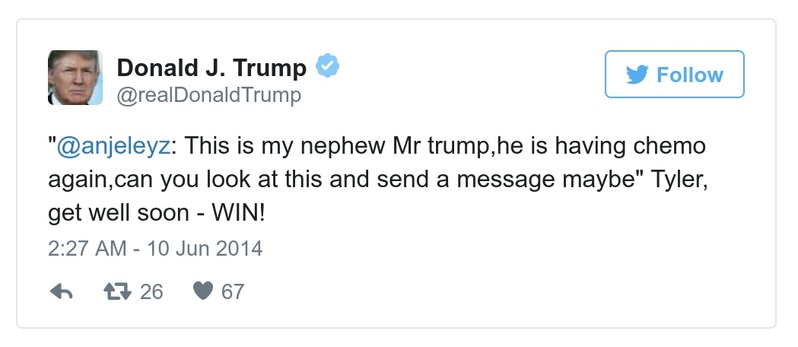 Donald J. Trump
@realDonaldTrump
Follow
"@anjeleyz: This is my nephew Mr trump,he is having chemo
again,can you look at this and send a message maybe" Tyler,
get well soon - WIN!
2:27 AM - 10 Jun 2014
26 67